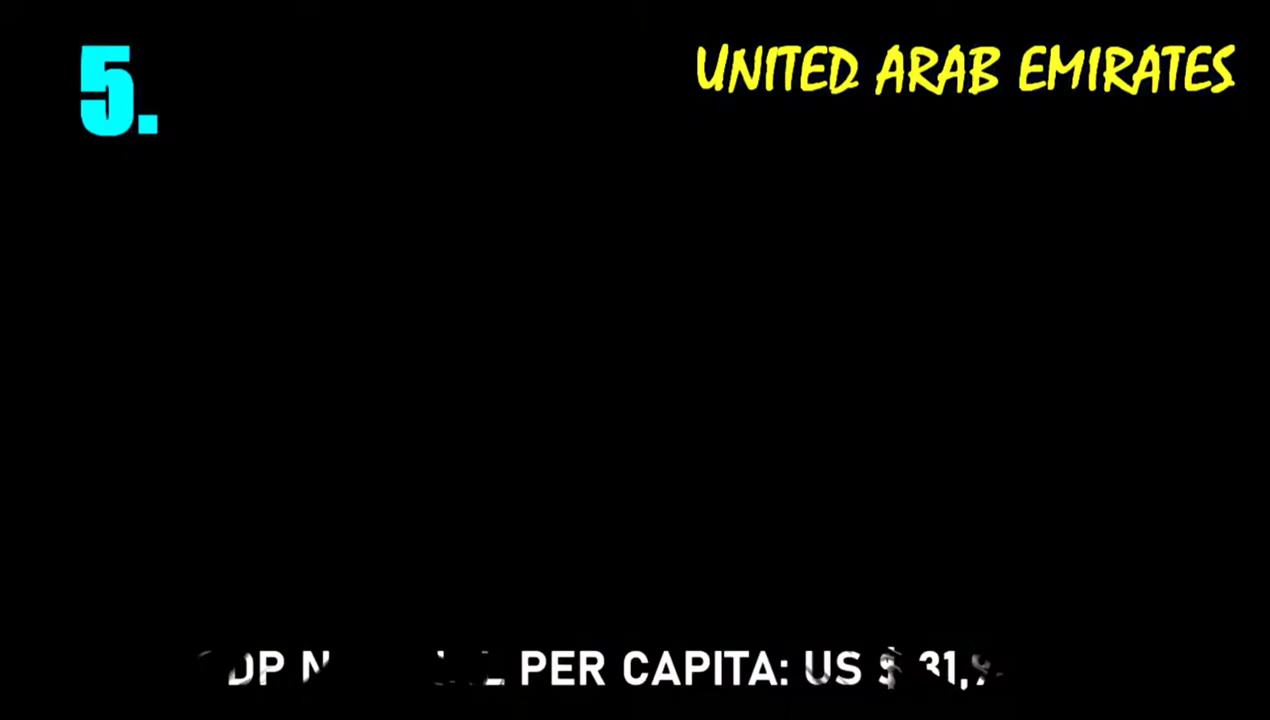 5.
UNITED ARAB EMIRATES
PER CAPITA: US $